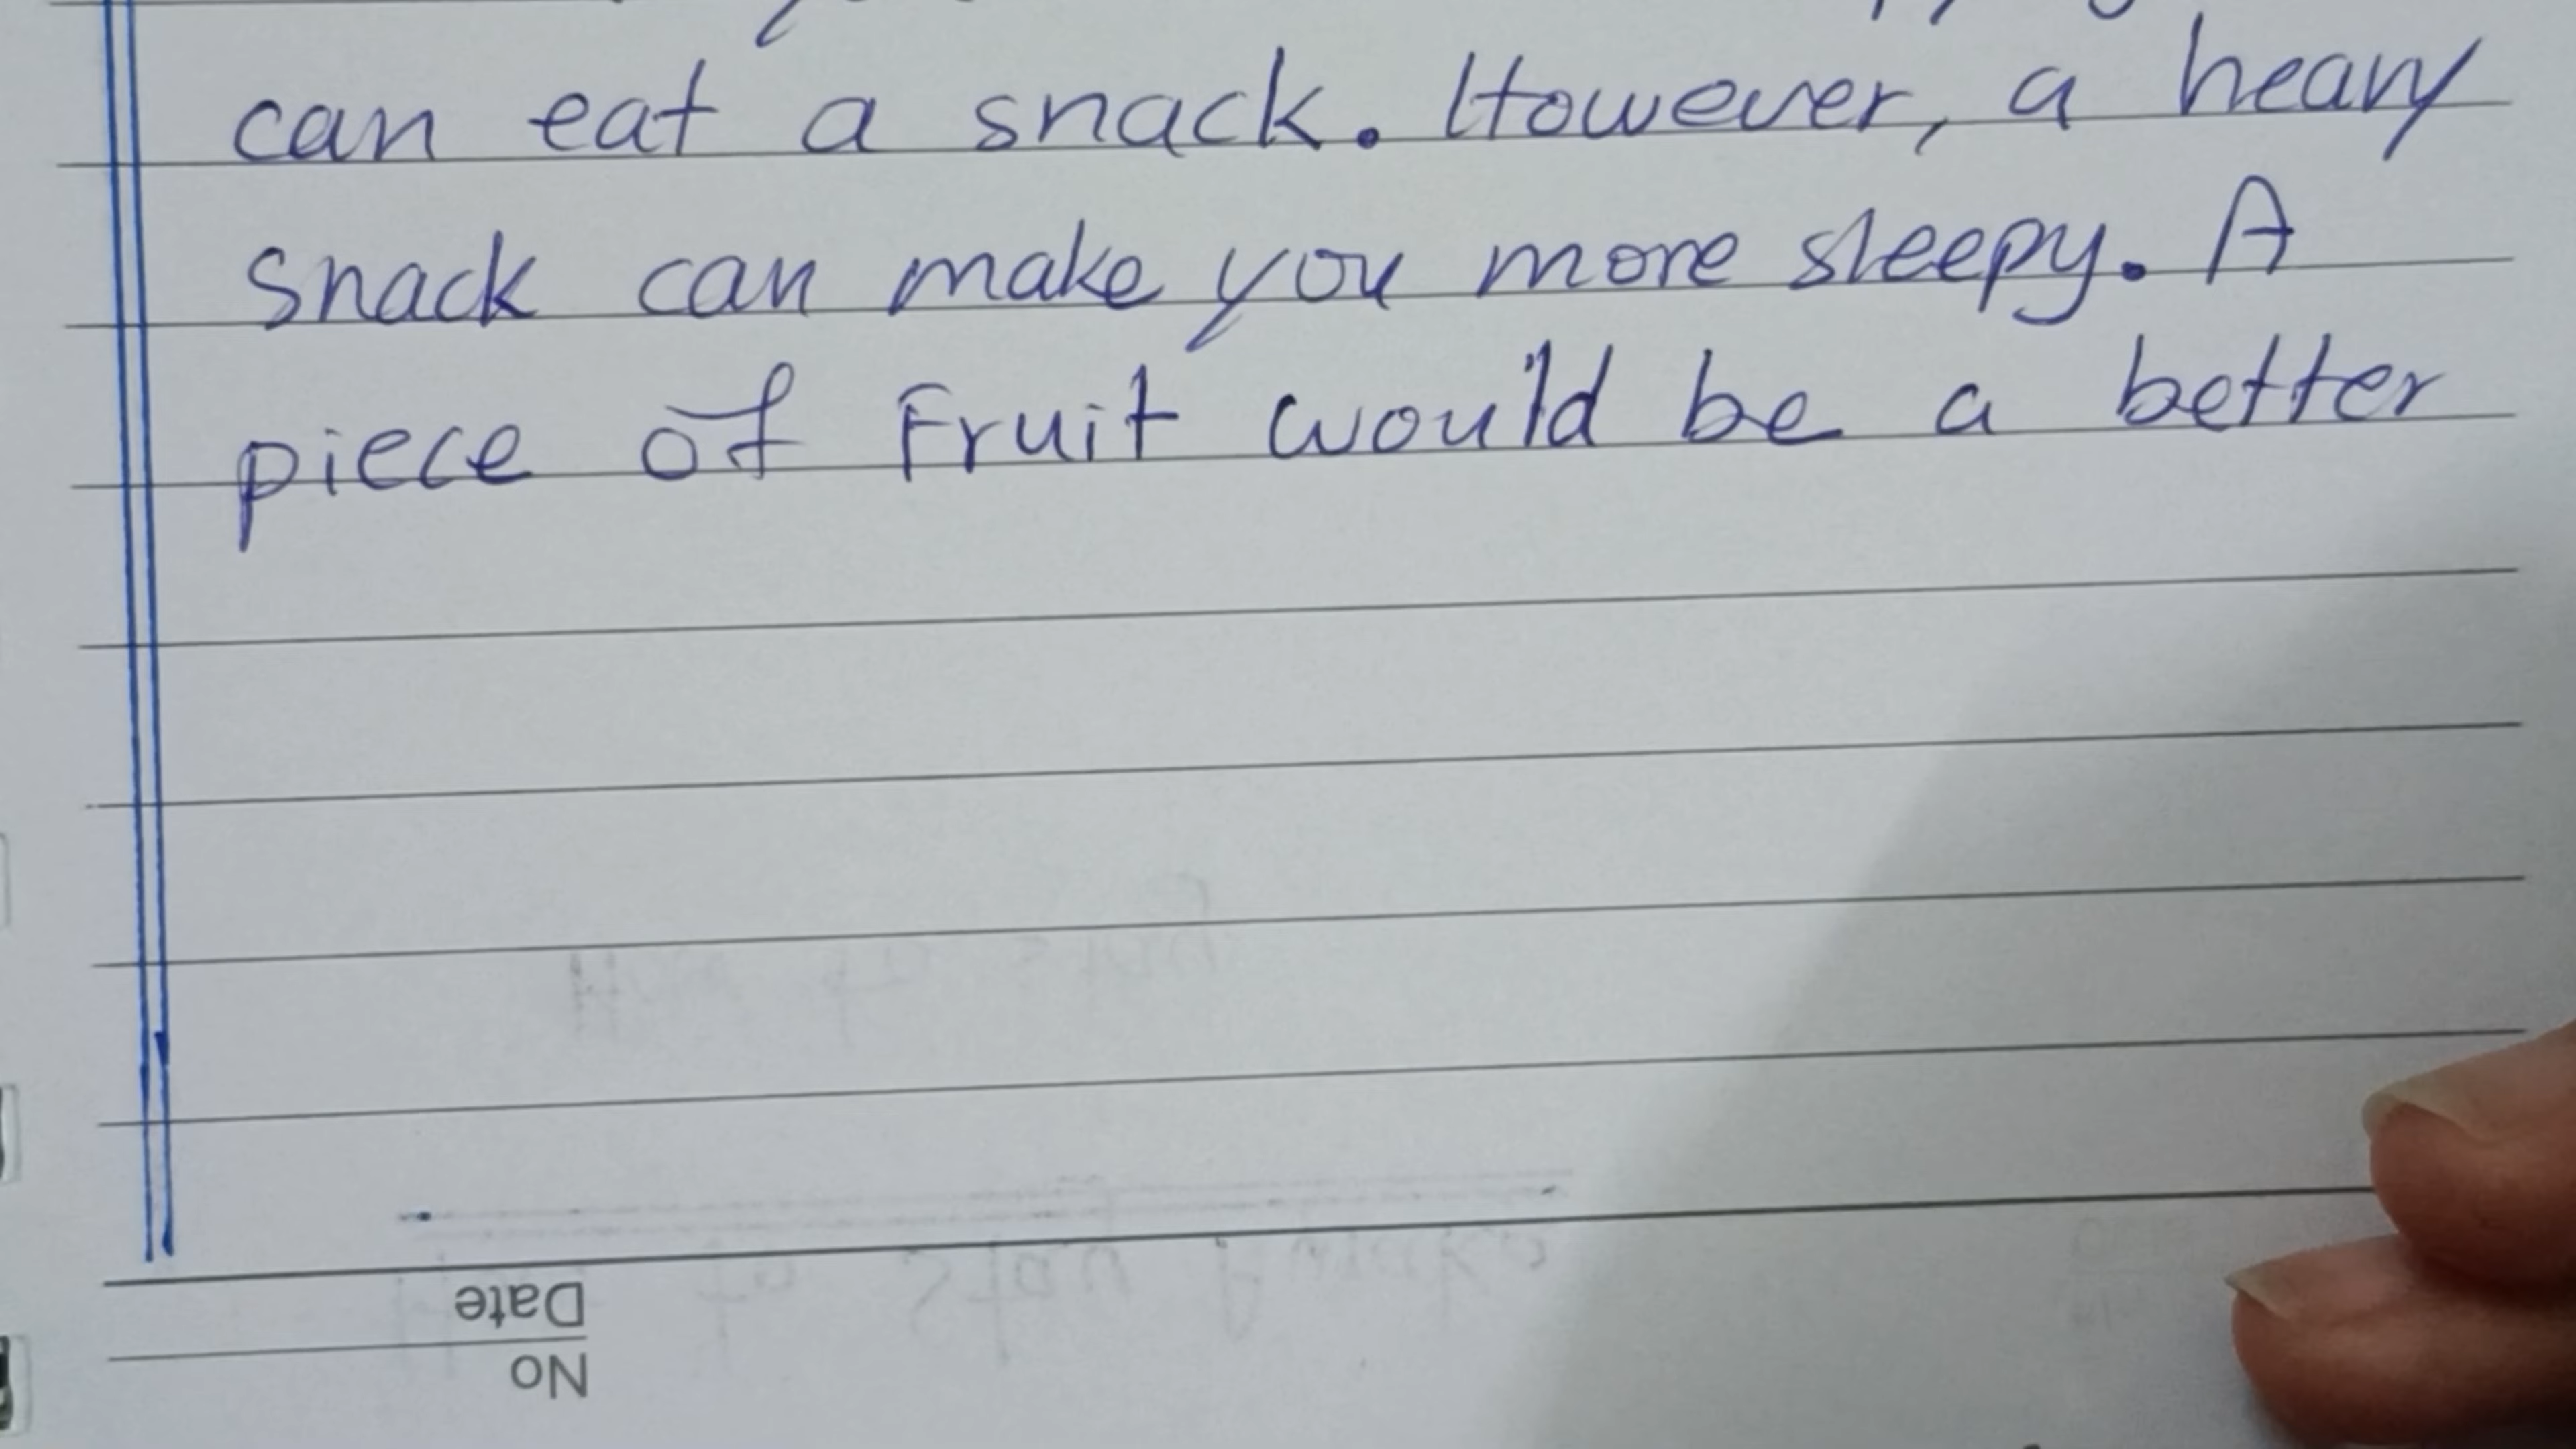 can eat a snack. However, a heavy
snack can make you more sleepy. A
piece of Fruit would be a better
Date
No